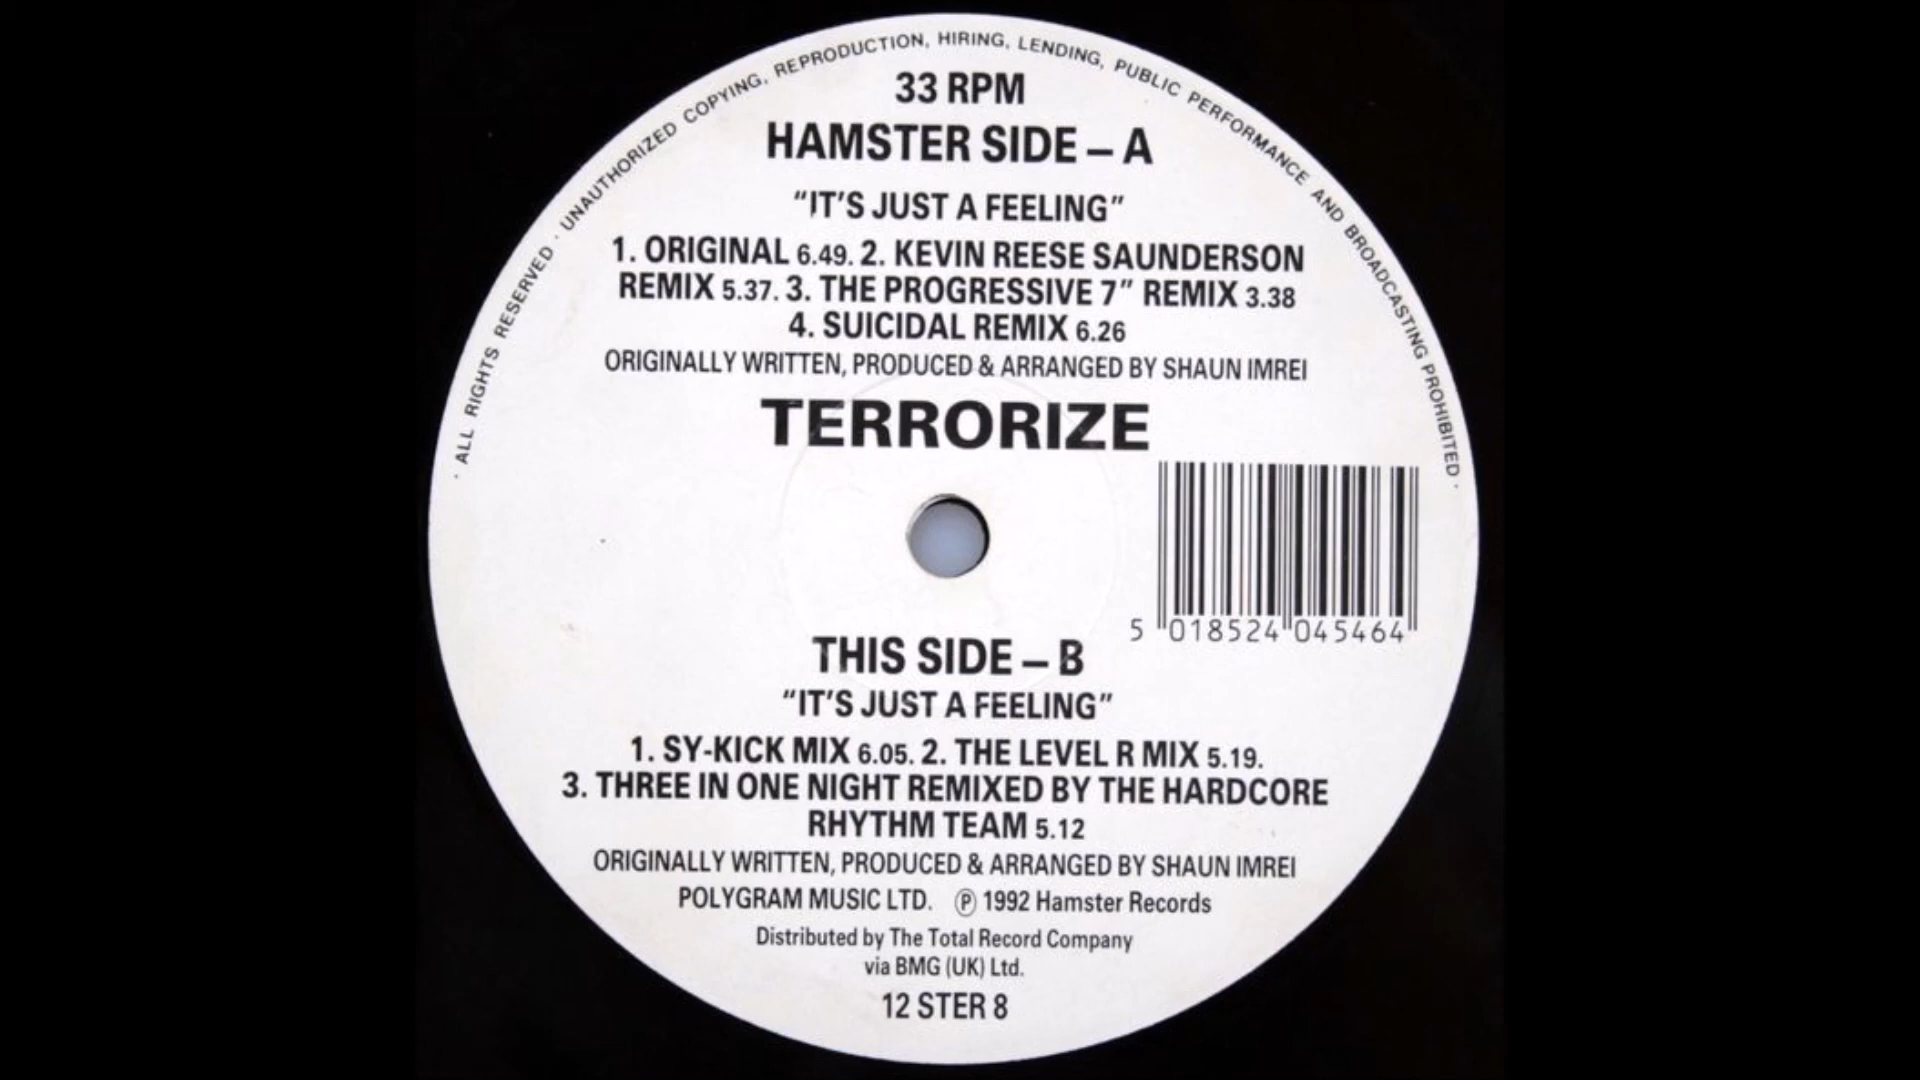 · ALL RIGHTS RESERVED · UNAUTHORIZED COPYING, REPRODUCTION, HIRING, LENDING, PUBLIC PERFORMANCE AND BROADCASTING PROHIBITED ·
33 RPM
HAMSTER SIDE – A
“IT’S JUST A FEELING”
1. ORIGINAL 6.49. 2. KEVIN REESE SAUNDERSON
REMIX 5.37. 3. THE PROGRESSIVE 7” REMIX 3.38
4. SUICIDAL REMIX 6.26
ORIGINALLY WRITTEN, PRODUCED & ARRANGED BY SHAUN IMREI
TERRORIZE
5 018524 045464
THIS SIDE – B
“IT’S JUST A FEELING”
1. SY-KICK MIX 6.05. 2. THE LEVEL R MIX 5.19.
3. THREE IN ONE NIGHT REMIXED BY THE HARDCORE
RHYTHM TEAM 5.12
ORIGINALLY WRITTEN, PRODUCED & ARRANGED BY SHAUN IMREI
POLYGRAM MUSIC LTD. ℗ 1992 Hamster Records
Distributed by The Total Record Company
via BMG (UK) Ltd.
12 STER 8